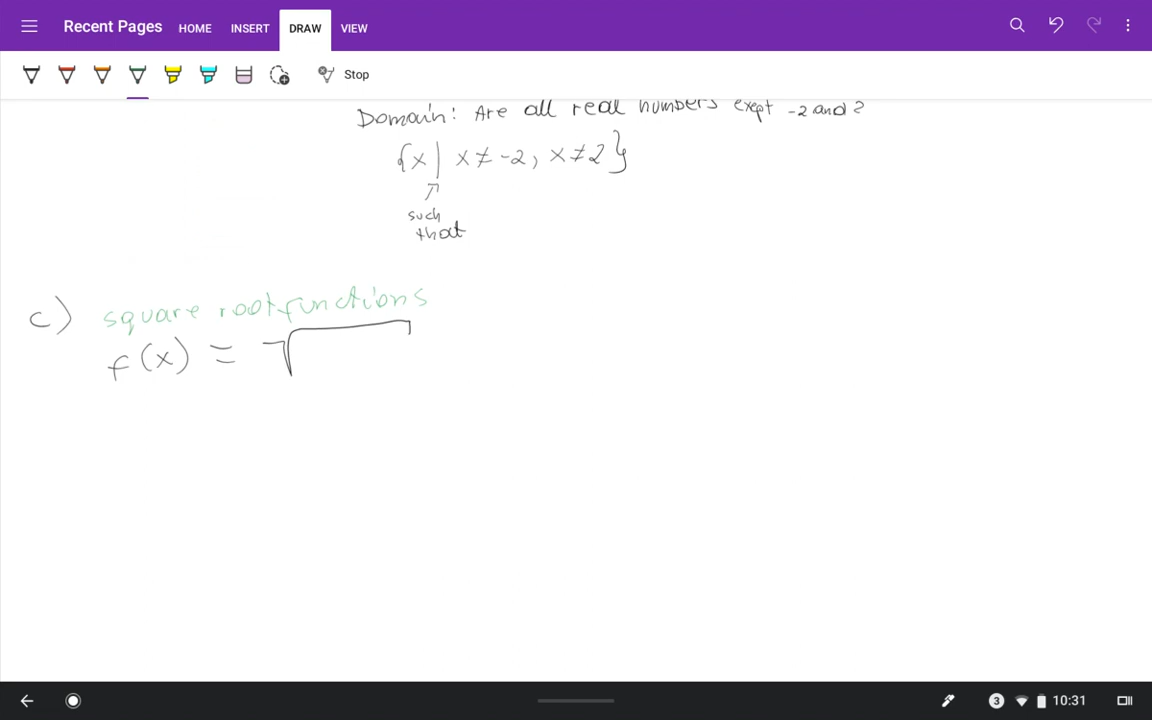 Recent Pages HOME INSERT DRAW VIEW
Stop
Domain: Are all real numbers exept -2 and 2
{x | x ≠ -2, x ≠ 2}
such
that
c) square root functions
f(x) = √
3 10:31